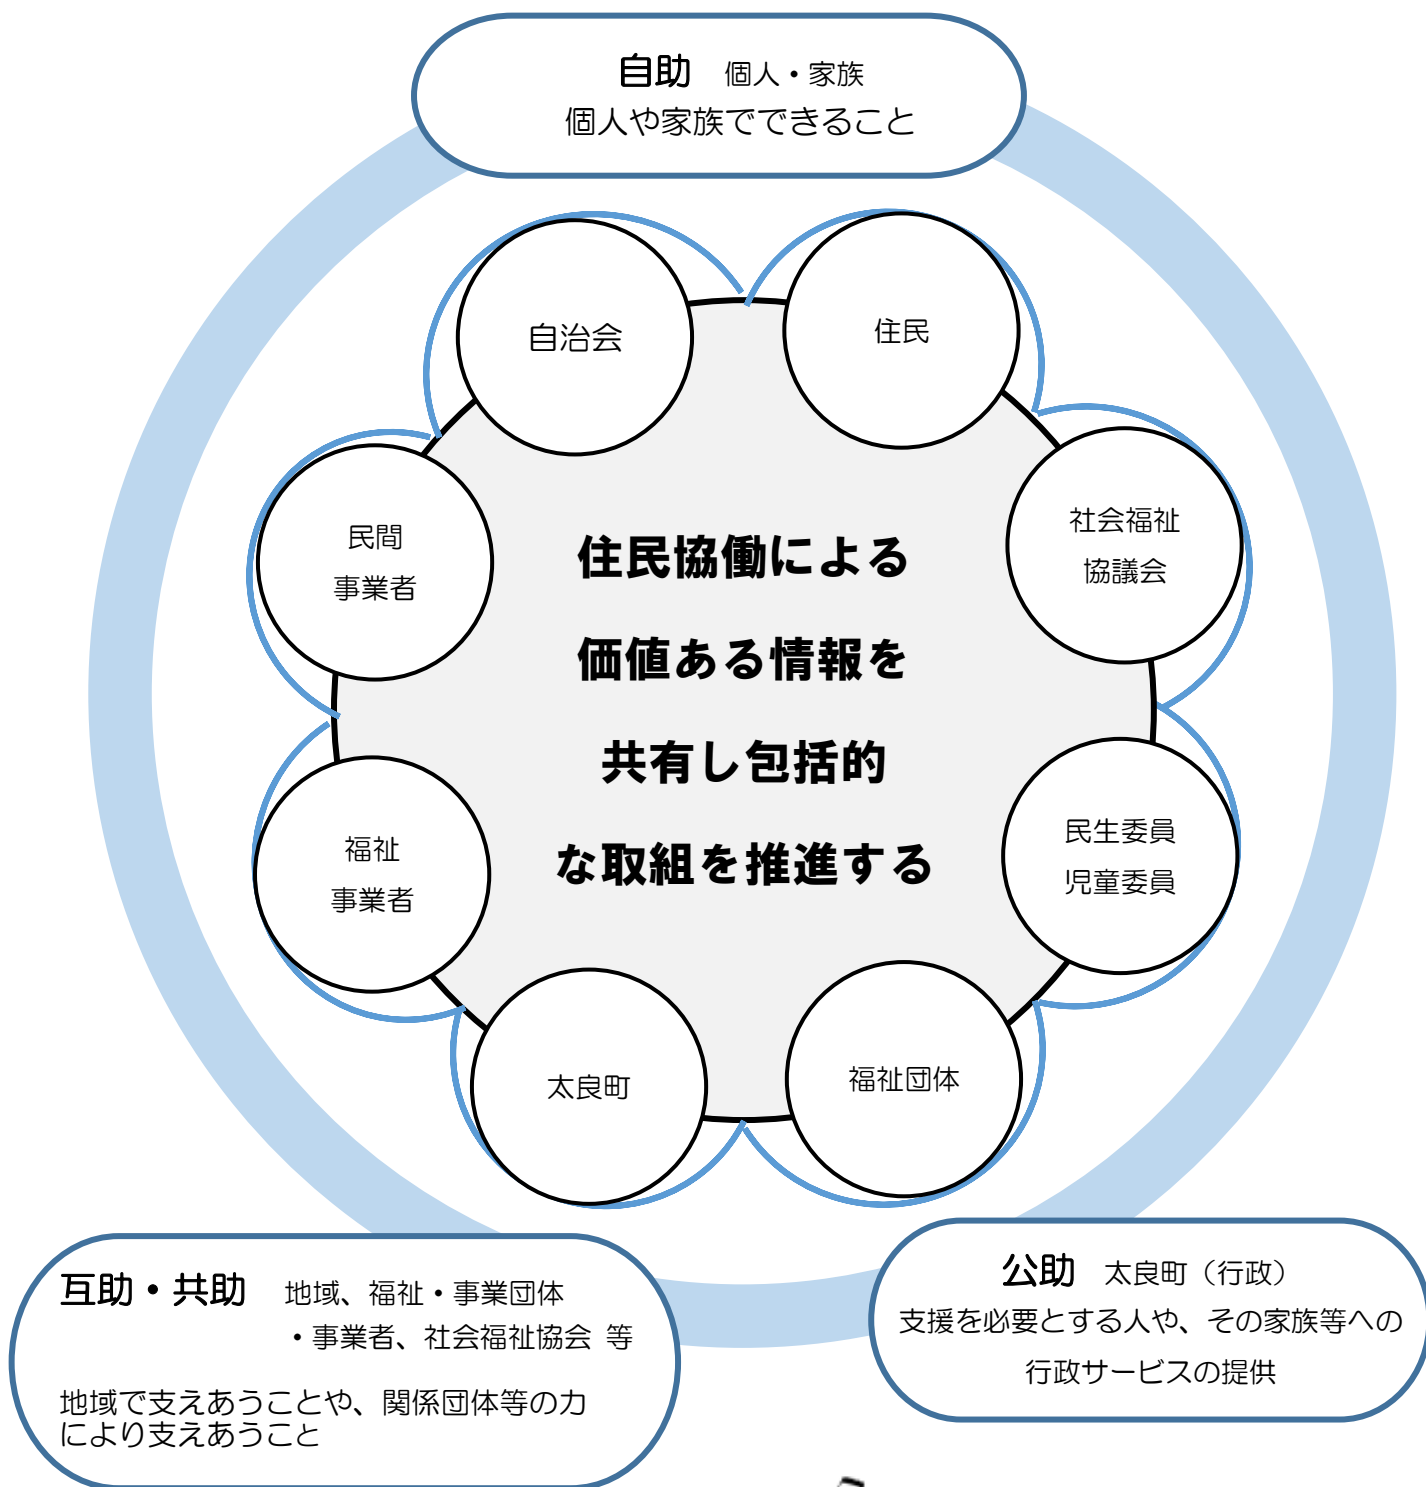 自助 個人・家族
個人や家族でできること
自治会
住民
民間
事業者
社会福祉
協議会
住民協働による
価値ある情報を
共有し包括的
な取組を推進する
福祉
事業者
民生委員
児童委員
太良町
福祉団体
互助・共助 地域、福祉・事業団体
・事業者、社会福祉協会 等
地域で支えあうことや、関係団体等の力
により支えあうこと
公助 太良町（行政）
支援を必要とする人や、その家族等への
行政サービスの提供